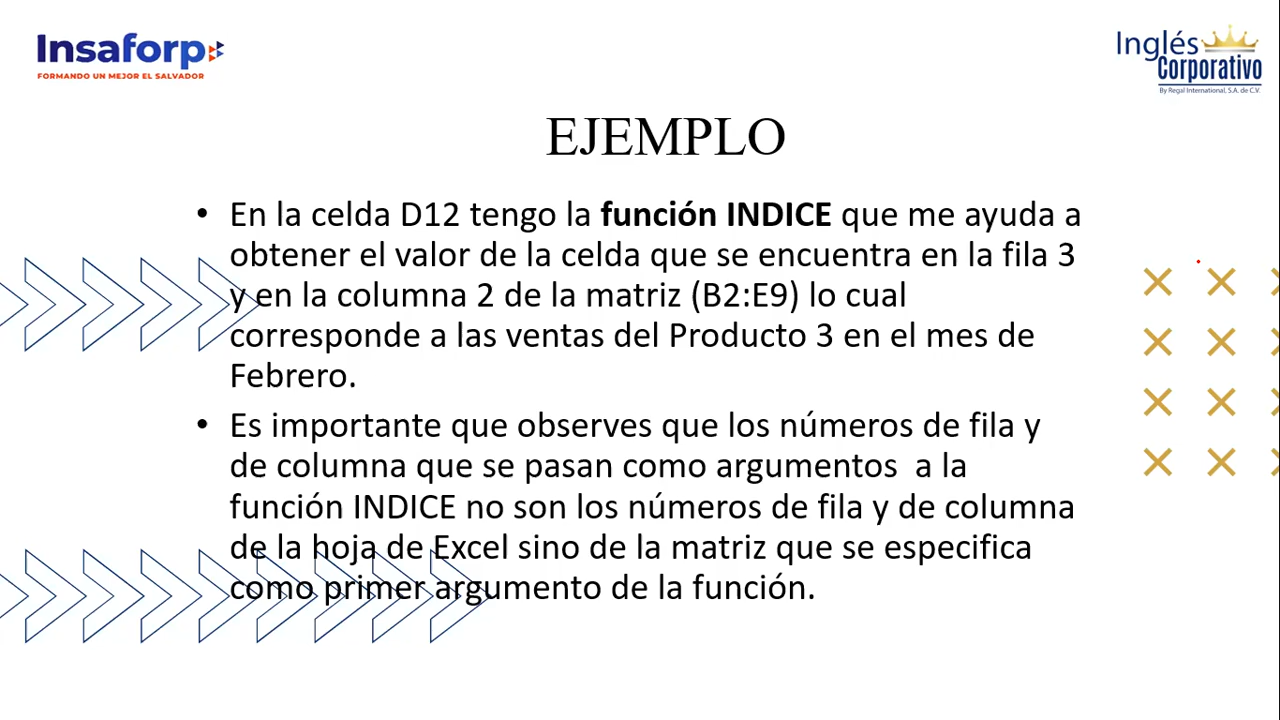 Insaforp
FORMANDO UN MEJOR EL SALVADOR
Inglés
Corporativo
By Regal International, S.A. de C.V.
EJEMPLO
• En la celda D12 tengo la función INDICE que me ayuda a
obtener el valor de la celda que se encuentra en la fila 3
y en la columna 2 de la matriz (B2:E9) lo cual
corresponde a las ventas del Producto 3 en el mes de
Febrero.
• Es importante que observes que los números de fila y
de columna que se pasan como argumentos  a la
función INDICE no son los números de fila y de columna
de la hoja de Excel sino de la matriz que se especifica
como primer argumento de la función.